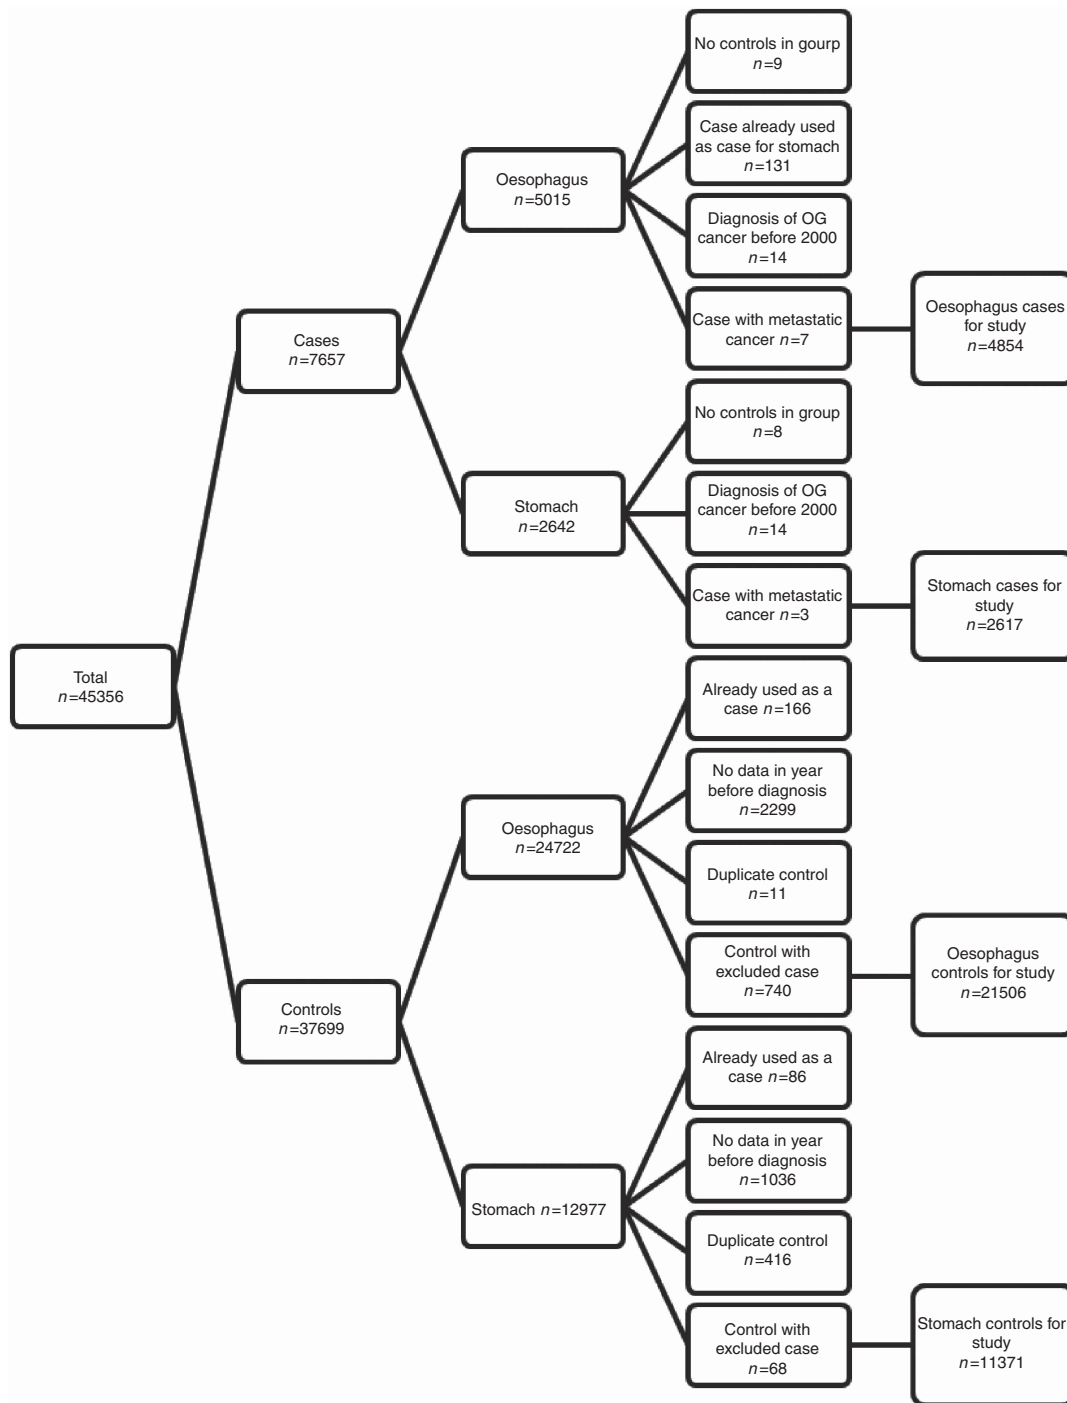 No controls in gourp
n=9
Case already used
as case for stomach
n=131
Oesophagus
n=5015
Diagnosis of OG
cancer before 2000
n=14
Case with metastatic
cancer n=7
Oesophagus cases
for study
n=4854
Cases
n=7657
No controls in group
n=8
Stomach
n=2642
Diagnosis of OG
cancer before 2000
n=14
Case with metastatic
cancer n=3
Stomach cases for
study
n=2617
Total
n=45356
Already used as a
case n=166
No data in year
before diagnosis
n=2299
Oesophagus
n=24722
Duplicate control
n=11
Control with
excluded case
n=740
Oesophagus
controls for study
n=21506
Controls
n=37699
Already used as a
case n=86
No data in year
before diagnosis
n=1036
Stomach n=12977
Duplicate control
n=416
Control with
excluded case
n=68
Stomach controls for
study
n=11371